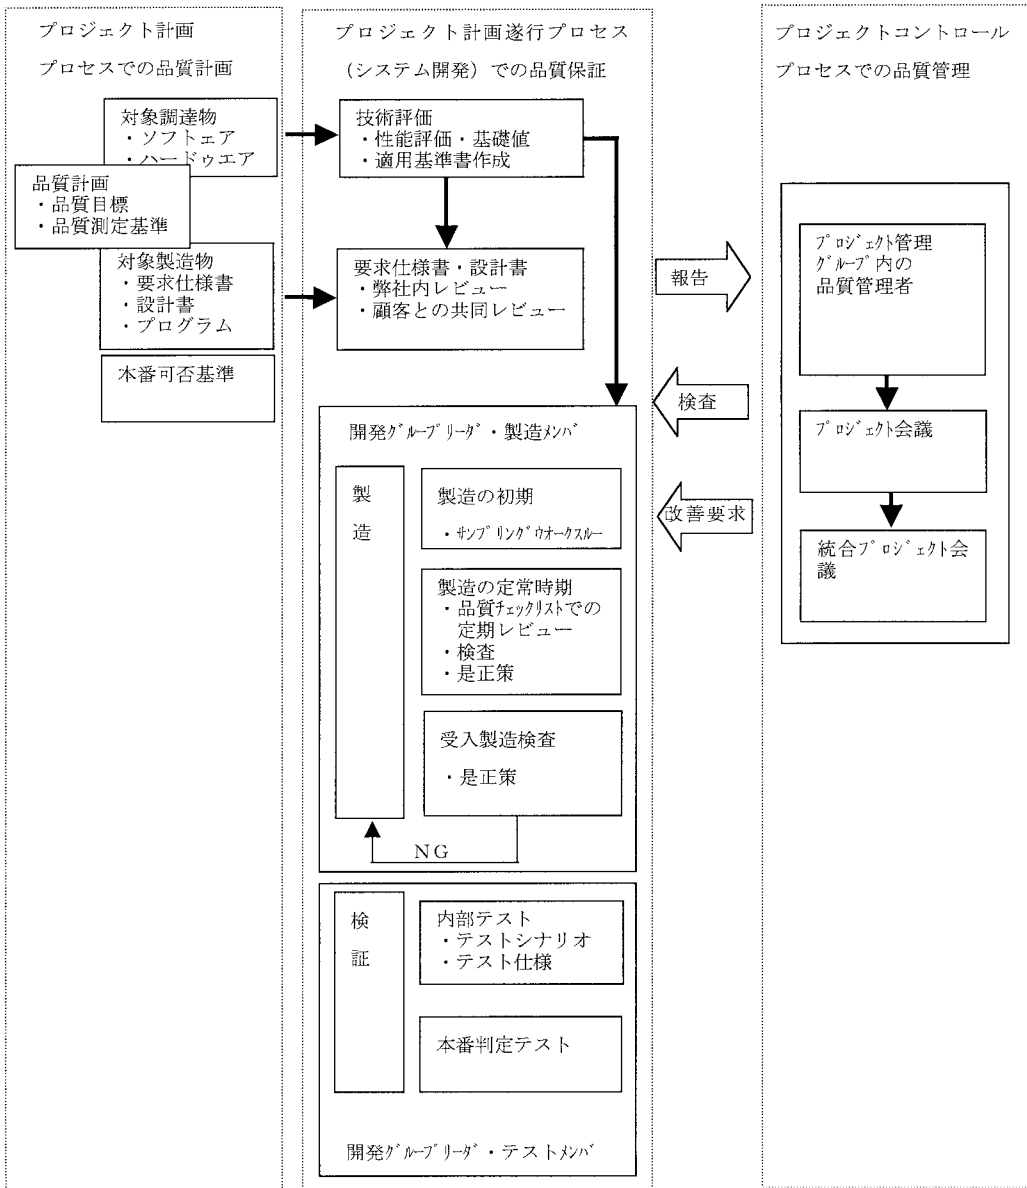 プロジェクト計画
プロセスでの品質計画
対象調達物
・ソフトェア
・ハードゥエア
品質計画
・品質目標
・品質測定基準
対象製造物
・要求仕様書
・設計書
・プログラム
本番可否基準
プロジェクト計画遂行プロセス
(システム開発)での品質保証
技術評価
・性能評価・基礎値
・適用基準書作成
要求仕様書・設計書
・弊社内レビュー
・顧客との共同レビュー
開発ｸﾞﾙｰﾌﾟﾘｰﾀﾞ・製造ﾒﾝﾊﾞ
製
造
製造の初期
・ｻﾝﾌﾟﾘﾝｸﾞｳｵｰｸｽﾙｰ
製造の定常時期
・品質ﾁｪｯｸﾘｽﾄでの
定期レビュー
・検査
・是正策
受入製造検査
・是正策
NG
検
証
内部テスト
・テストシナリオ
・テスト仕様
本番判定テスト
開発ｸﾞﾙｰﾌﾟﾘｰﾀﾞ・テストﾒﾝﾊﾞ
報告
検査
改善要求
プロジェクトコントロール
プロセスでの品質管理
ﾌﾟﾛｼﾞｪｸﾄ管理
ｸﾞﾙｰﾌﾟ内の
品質管理者
ﾌﾟﾛｼﾞｪｸﾄ会議
統合ﾌﾟﾛｼﾞｪｸﾄ会
議